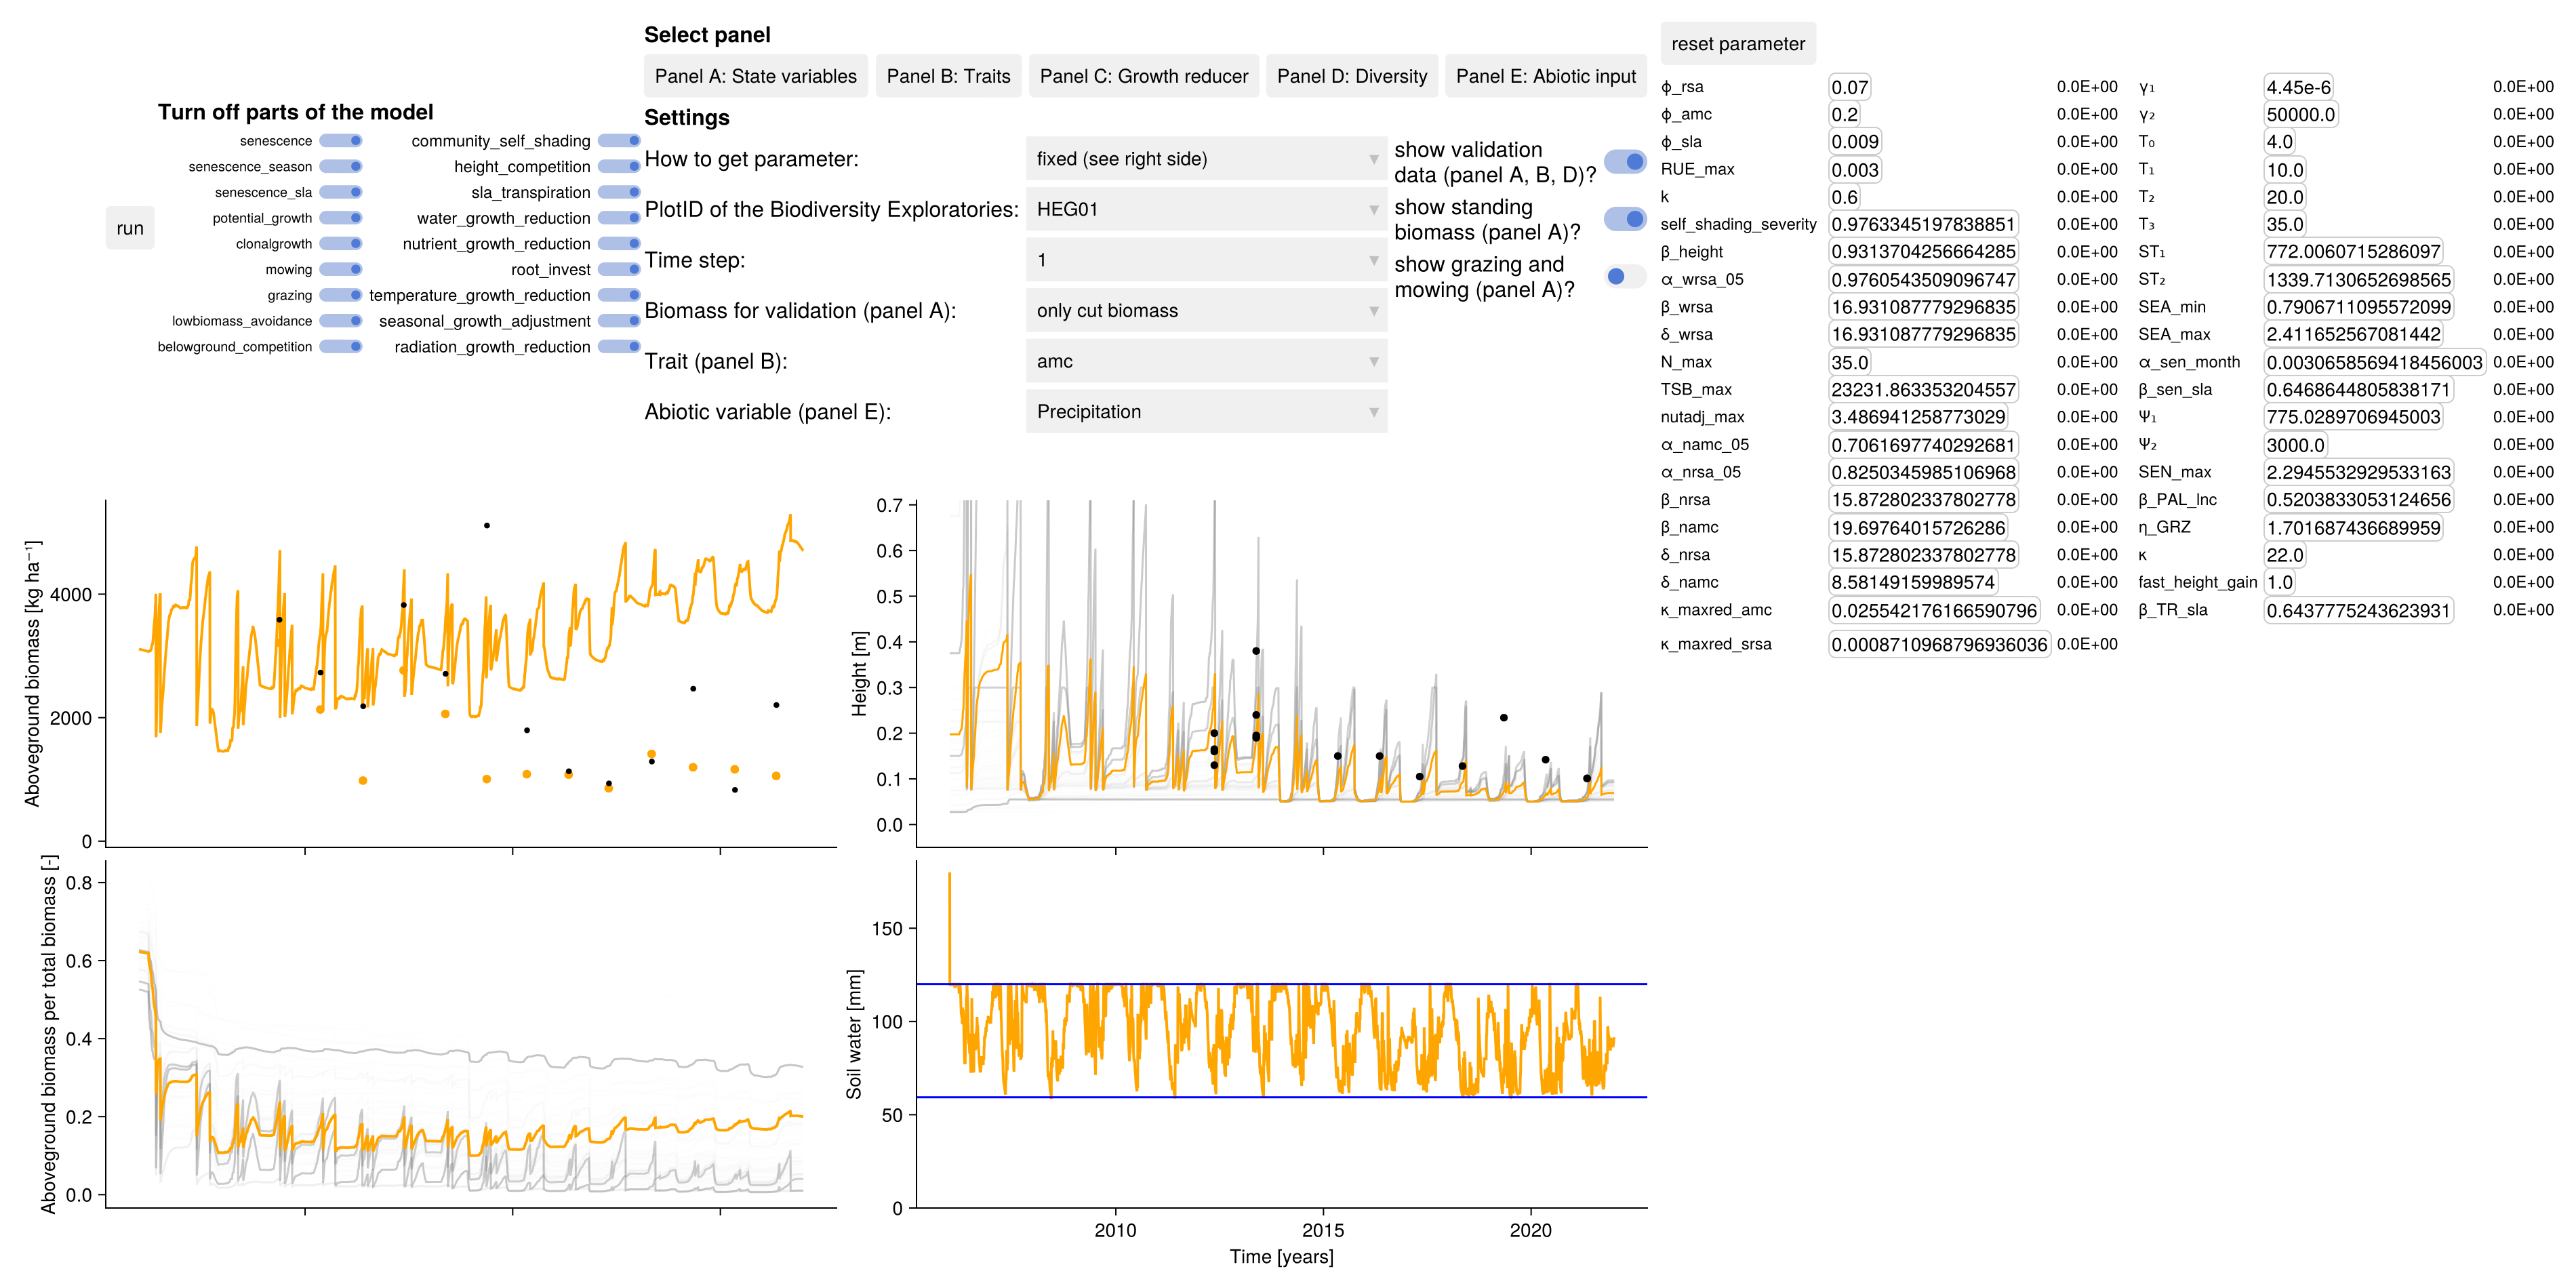 Select panel
Panel A: State variables
Panel B: Traits
Panel C: Growth reducer
Panel D: Diversity
Panel E: Abiotic input
reset parameter
Turn off parts of the model
run
senescence
community_self_shading
senescence_season
height_competition
senescence_sla
sla_transpiration
potential_growth
water_growth_reduction
clonalgrowth
nutrient_growth_reduction
mowing
root_invest
grazing
temperature_growth_reduction
lowbiomass_avoidance
seasonal_growth_adjustment
belowground_competition
radiation_growth_reduction
Settings
How to get parameter:
fixed (see right side)
PlotID of the Biodiversity Exploratories:
HEG01
Time step:
1
Biomass for validation (panel A):
only cut biomass
Trait (panel B):
amc
Abiotic variable (panel E):
Precipitation
show validation
data (panel A, B, D)?
show standing
biomass (panel A)?
show grazing and
mowing (panel A)?
ϕ_rsa 0.07 0.0E+00 γ₁ 4.45e-6 0.0E+00
ϕ_amc 0.2 0.0E+00 γ₂ 50000.0 0.0E+00
ϕ_sla 0.009 0.0E+00 T₀ 4.0 0.0E+00
RUE_max 0.003 0.0E+00 T₁ 10.0 0.0E+00
k 0.6 0.0E+00 T₂ 20.0 0.0E+00
self_shading_severity 0.9763345197838851 0.0E+00 T₃ 35.0 0.0E+00
β_height 0.9313704256664285 0.0E+00 ST₁ 772.0060715286097 0.0E+00
α_wrsa_05 0.9760543509096747 0.0E+00 ST₂ 1339.7130652698565 0.0E+00
β_wrsa 16.931087779296835 0.0E+00 SEA_min 0.7906711095572099 0.0E+00
δ_wrsa 16.931087779296835 0.0E+00 SEA_max 2.411652567081442 0.0E+00
N_max 35.0 0.0E+00 α_sen_month 0.0030658569418456003 0.0E+00
TSB_max 23231.863353204557 0.0E+00 β_sen_sla 0.6468644805838171 0.0E+00
nutadj_max 3.486941258773029 0.0E+00 Ψ₁ 775.0289706945003 0.0E+00
α_namc_05 0.7061697740292681 0.0E+00 Ψ₂ 3000.0 0.0E+00
α_nrsa_05 0.8250345985106968 0.0E+00 SEN_max 2.2945532929533163 0.0E+00
β_nrsa 15.872802337802778 0.0E+00 β_PAL_lnc 0.5203833053124656 0.0E+00
β_namc 19.69764015726286 0.0E+00 η_GRZ 1.701687436689959 0.0E+00
δ_nrsa 15.872802337802778 0.0E+00 κ 22.0 0.0E+00
δ_namc 8.58149159989574 0.0E+00 fast_height_gain 1.0 0.0E+00
κ_maxred_amc 0.025542176166590796 0.0E+00 β_TR_sla 0.6437775243623931 0.0E+00
κ_maxred_srsa 0.0008710968796936036 0.0E+00
Aboveground biomass [kg ha⁻¹]
4000
2000
0
Height [m]
0.7
0.6
0.5
0.4
0.3
0.2
0.1
0.0
Aboveground biomass per total biomass [-]
0.8
0.6
0.4
0.2
0.0
Soil water [mm]
150
100
50
0
2010
2015
2020
Time [years]